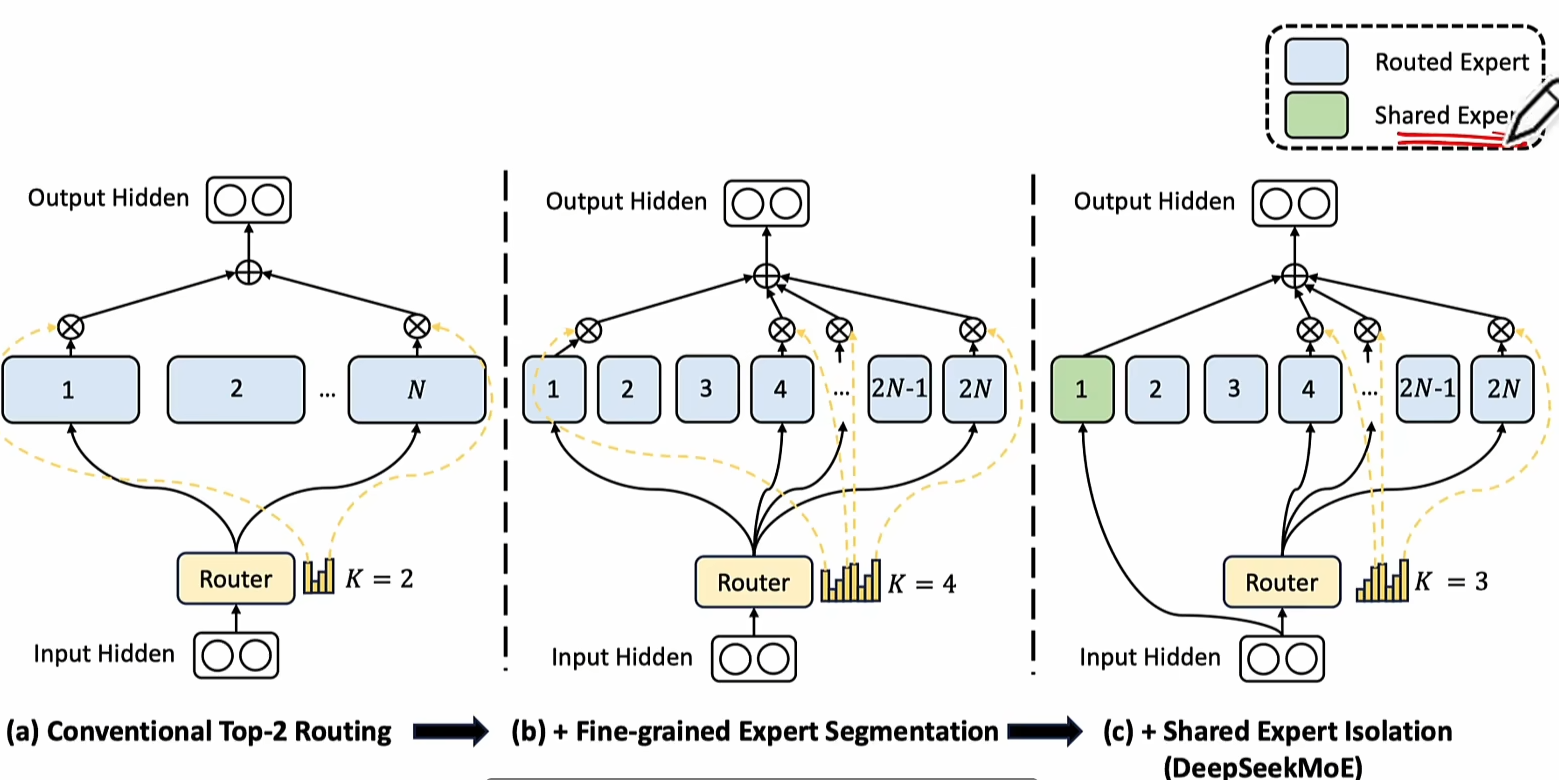 Routed Expert
Shared Exper
Output Hidden
1
2
...
N
Router
K = 2
Input Hidden
(a) Conventional Top-2 Routing
Output Hidden
1
2
3
4
...
2N-1
2N
Router
K = 4
Input Hidden
(b) + Fine-grained Expert Segmentation
Output Hidden
1
2
3
4
...
2N-1
2N
Router
K = 3
Input Hidden
(c) + Shared Expert Isolation
(DeepSeekMoE)